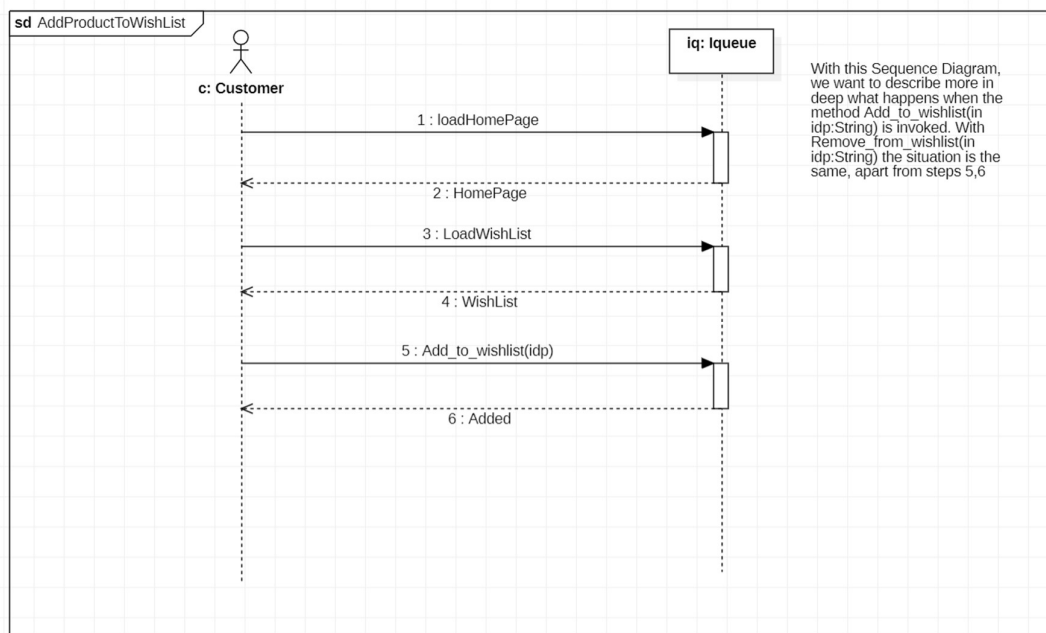 sd AddProductToWishList
c: Customer
iq: Iqueue
With this Sequence Diagram,
we want to describe more in
deep what happens when the
method Add_to_wishlist(in
idp:String) is invoked. With
Remove_from_wishlist(in
idp:String) the situation is the
same, apart from steps 5,6
1 : loadHomePage
2 : HomePage
3 : LoadWishList
4 : WishList
5 : Add_to_wishlist(idp)
6 : Added